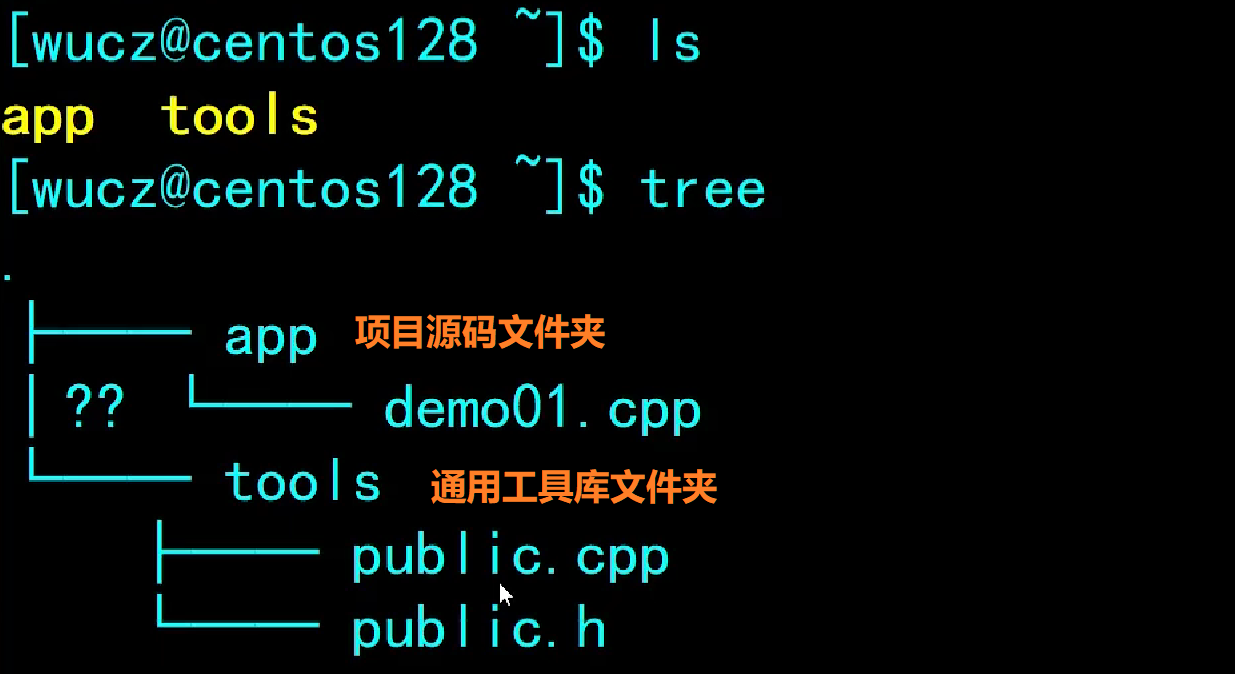 [wucz@centos128 ~]$ ls
app  tools
[wucz@centos128 ~]$ tree
.
├── app 项目源码文件夹
│ ??  └── demo01.cpp
└── tools 通用工具库文件夹
    ├── public.cpp
    └── public.h